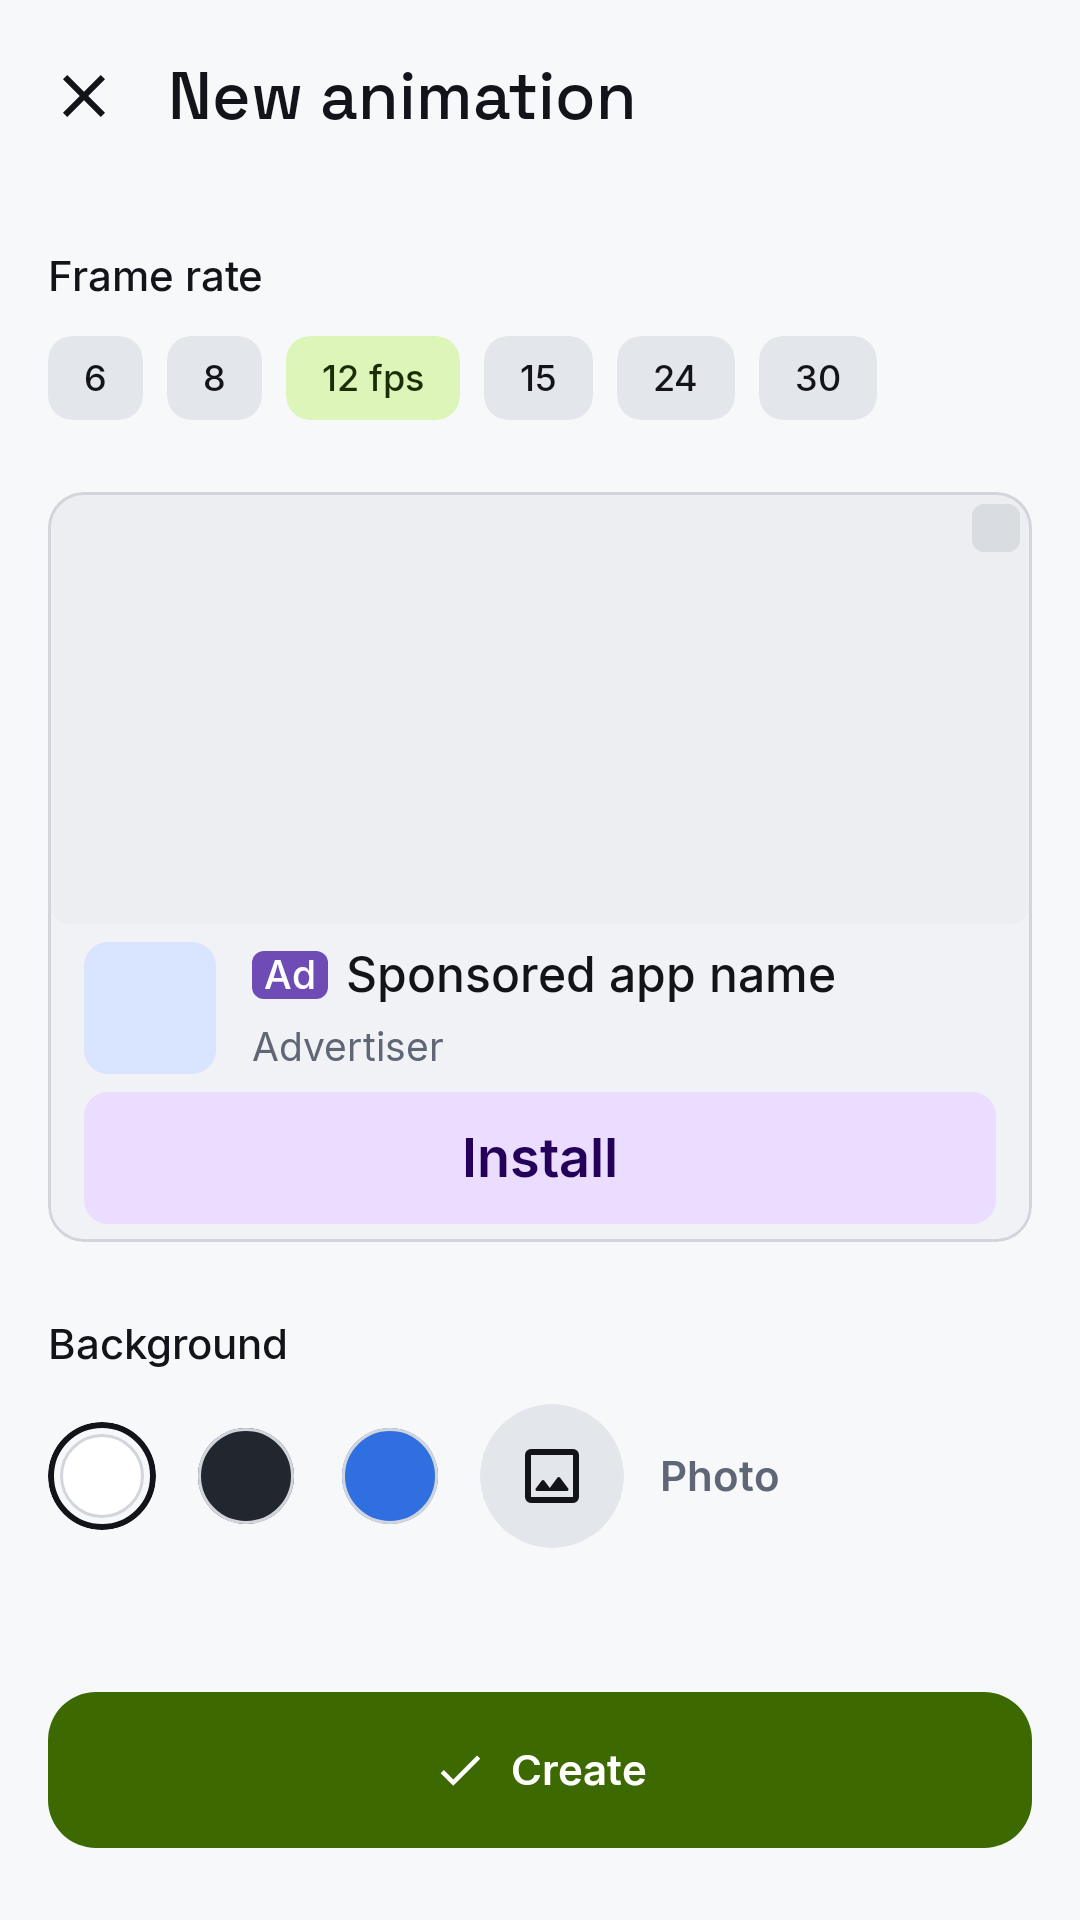 New animation
Frame rate
6 8 12 fps 15 24 30
Ad Sponsored app name
Advertiser
Install
Background
Photo
Create